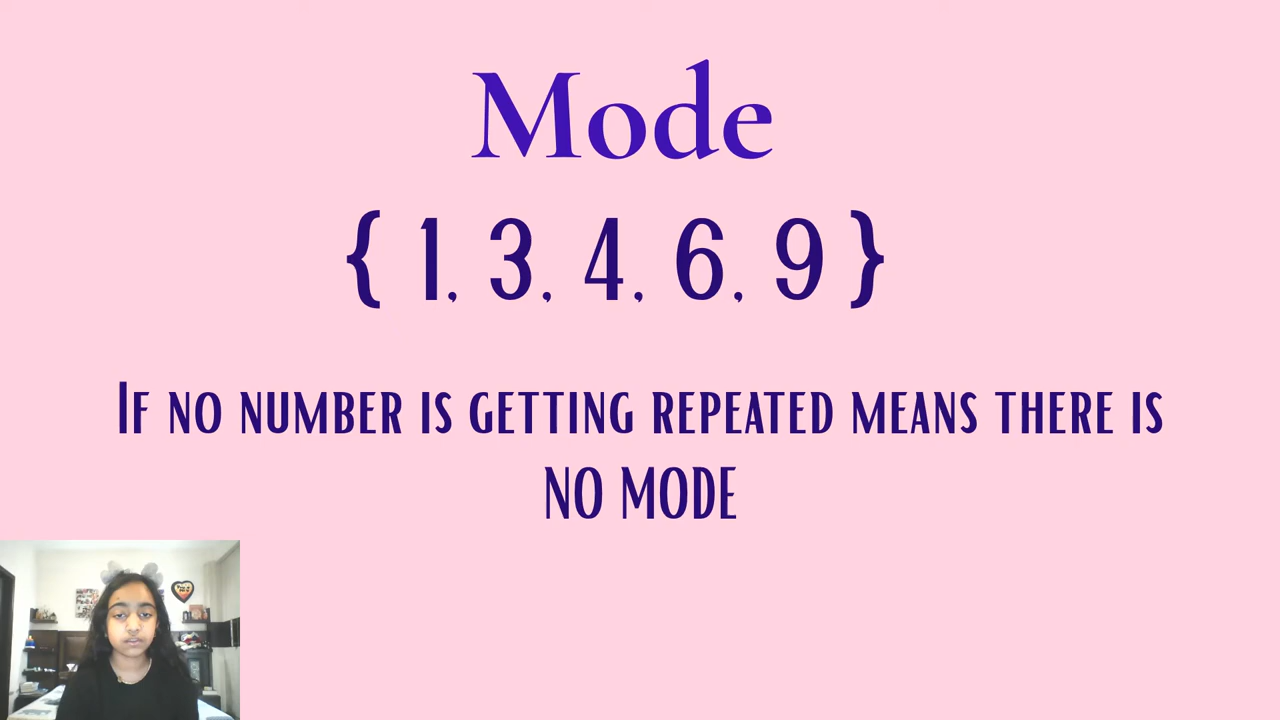 Mode
{ 1, 3, 4, 6, 9 }
If no number is getting repeated means there is
NO MODE